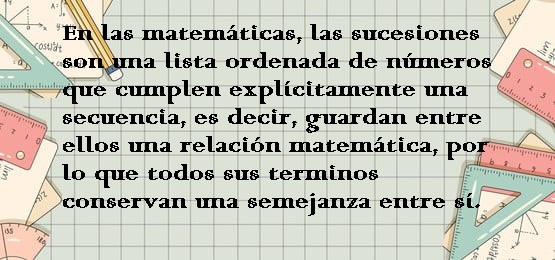 En las matemáticas, las sucesiones
son una lista ordenada de números
que cumplen explícitamente una
secuencia, es decir, guardan entre
ellos una relación matemática, por
lo que todos sus terminos
conservan una semejanza entre sí.